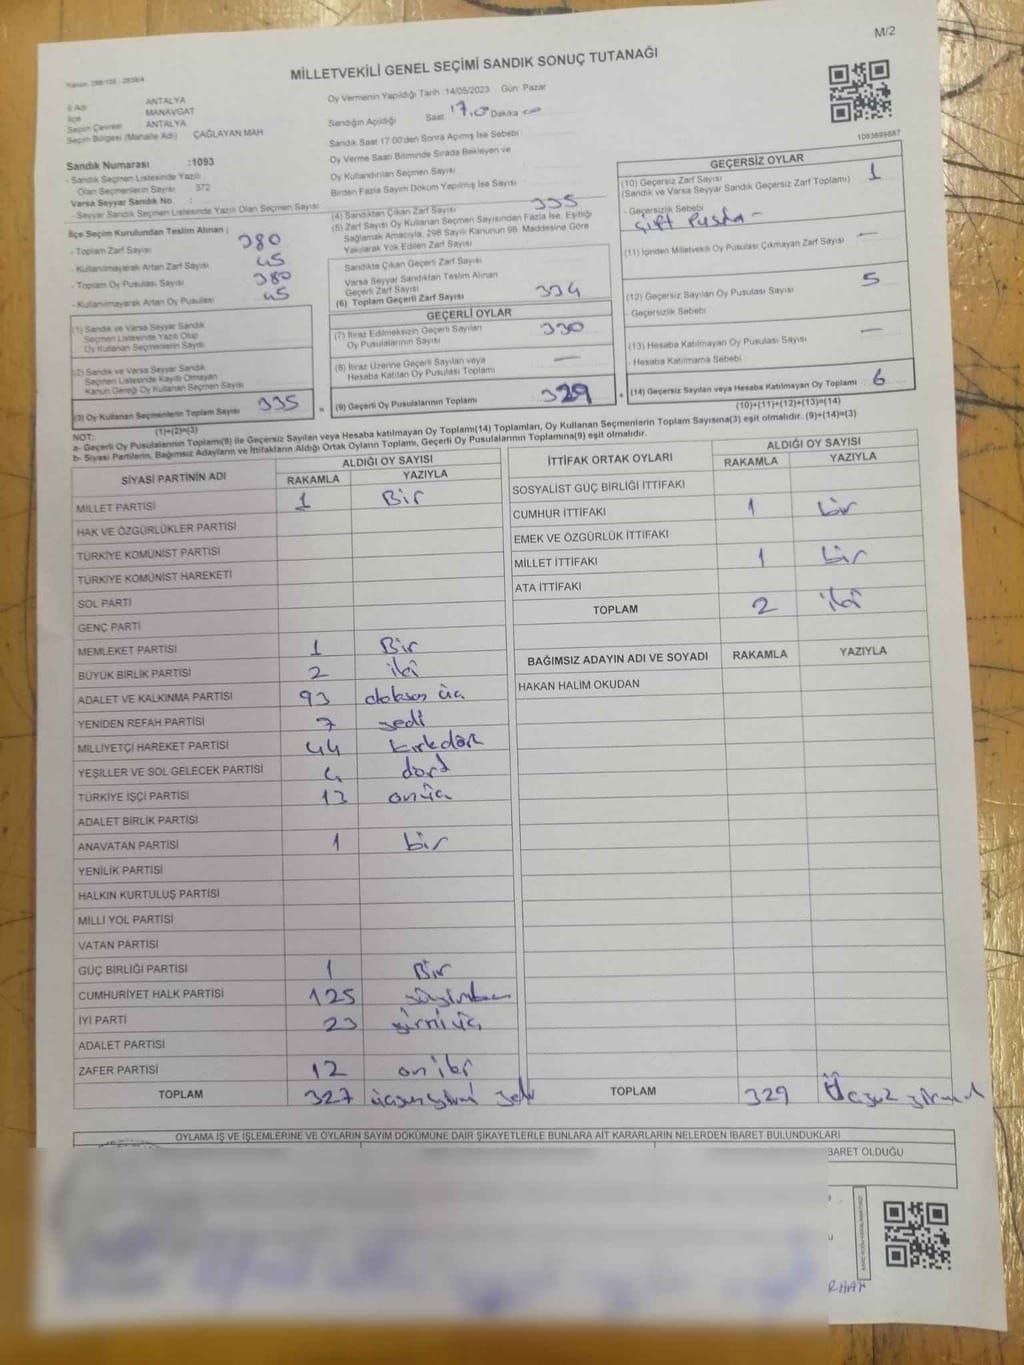 M/2
Kanun: 298/105 , 2839/4
MİLLETVEKİLİ GENEL SEÇİMİ SANDIK SONUÇ TUTANAĞI
İl Adı ANTALYA
İlçe MANAVGAT
Seçim Çevresi ANTALYA
Seçim Bölgesi (Mahalle Adı) ÇAĞLAYAN MAH
Sandık Numarası :1093
- Sandık Seçmen Listesinde Yazılı
Olan Seçmenlerin Sayısı 372
Varsa Seyyar Sandık No :
- Seyyar Sandık Seçmen Listesinde Yazılı Olan Seçmen Sayısı
İlçe Seçim Kurulundan Teslim Alınan ;
- Toplam Zarf Sayısı 380
- Kullanılmayarak Artan Zarf Sayısı 45
- Toplam Oy Pusulası Sayısı 380
- Kullanılmayarak Artan Oy Pusulası 45
(1) Sandık ve Varsa Seyyar Sandık
Seçmen Listesinde Yazılı Olup
Oy Kullanan Seçmenlerin Sayısı
(2) Sandık ve Varsa Seyyar Sandık
Seçmen Listesinde Kayıtlı Olmayan
Kanun Gereği Oy Kullanan Seçmen Sayısı
(3) Oy Kullanan Seçmenlerin Toplam Sayısı 335
(1)+(2)=(3)
Oy Vermenin Yapıldığı Tarih :14/05/2023 Gün: Pazar
Sandığın Açıldığı Saat 17.0 Dakika 00
Sandık Saat 17:00'den Sonra Açılmış İse Sebebi
Oy Verme Saati Bitiminde Sırada Bekleyen ve
Oy Kullandırılan Seçmen Sayısı
Birden Fazla Sayım Döküm Yapılmış İse Sayısı
(4) Sandıktan Çıkan Zarf Sayısı 335
(5) Zarf Sayısı Oy Kullanan Seçmen Sayısından Fazla İse, Eşitliği
Sağlamak Amacıyla, 298 Sayılı Kanunun 98. Maddesine Göre
Yakılarak Yok Edilen Zarf Sayısı
Sandıkta Çıkan Geçerli Zarf Sayısı
Varsa Seyyar Sandıktan Teslim Alınan
Geçerli Zarf Sayısı
(6) Toplam Geçerli Zarf Sayısı 334
GEÇERLİ OYLAR
(7) İtiraz Edilmeksizin Geçerli Sayılan
Oy Pusulalarının Sayısı 330
(8) İtiraz Üzerine Geçerli Sayılan veya
Hesaba Katılan Oy Pusulası Toplamı —
= (9) Geçerli Oy Pusulalarının Toplamı 329 +
1083699887
GEÇERSİZ OYLAR
(10) Geçersiz Zarf Sayısı
(Sandık ve Varsa Seyyar Sandık Geçersiz Zarf Toplamı) 1
- Geçersizlik Sebebi
Çift Pusla -
(11) İçinden Milletvekili Oy Pusulası Çıkmayan Zarf Sayısı —
(12) Geçersiz Sayılan Oy Pusulası Sayısı 5
- Geçersizlik Sebebi
(13) Hesaba Katılmayan Oy Pusulası Sayısı —
- Hesaba Katılmama Sebebi
(14) Geçersiz Sayılan veya Hesaba Katılmayan Oy Toplamı 6
(10)+(11)+(12)+(13)=(14)
NOT:
a- Geçerli Oy Pusulalarının Toplamı(9) ile Geçersiz Sayılan veya Hesaba katılmayan Oy Toplamı(14) Toplamları, Oy Kullanan Seçmenlerin Toplam Sayısına(3) eşit olmalıdır. (9)+(14)=(3)
b- Siyasi Partilerin, Bağımsız Adayların ve İttifakların Aldığı Ortak Oyların Toplamı, Geçerli Oy Pusulalarının Toplamına(9) eşit olmalıdır.
SİYASİ PARTİNİN ADI ALDIĞI OY SAYISI
RAKAMLA YAZIYLA
MİLLET PARTİSİ 1 Bir
HAK VE ÖZGÜRLÜKLER PARTİSİ
TÜRKİYE KOMÜNİST PARTİSİ
TÜRKİYE KOMÜNİST HAREKETİ
SOL PARTİ
GENÇ PARTİ
MEMLEKET PARTİSİ 1 Bir
BÜYÜK BİRLİK PARTİSİ 2 iki
ADALET VE KALKINMA PARTİSİ 93 doksan üç
YENİDEN REFAH PARTİSİ 7 yedi
MİLLİYETÇİ HAREKET PARTİSİ 44 kırkdört
YEŞİLLER VE SOL GELECEK PARTİSİ 4 dört
TÜRKİYE İŞÇİ PARTİSİ 13 onüç
ADALET BİRLİK PARTİSİ
ANAVATAN PARTİSİ 1 bir
YENİLİK PARTİSİ
HALKIN KURTULUŞ PARTİSİ
MİLLİ YOL PARTİSİ
VATAN PARTİSİ
GÜÇ BİRLİĞİ PARTİSİ 1 Bir
CUMHURİYET HALK PARTİSİ 125
İYİ PARTİ 23 yirmi üç
ADALET PARTİSİ
ZAFER PARTİSİ 12 on iki
TOPLAM 327
İTTİFAK ORTAK OYLARI ALDIĞI OY SAYISI
RAKAMLA YAZIYLA
SOSYALİST GÜÇ BİRLİĞİ İTTİFAKI
CUMHUR İTTİFAKI 1 bir
EMEK VE ÖZGÜRLÜK İTTİFAKI
MİLLET İTTİFAKI 1 bir
ATA İTTİFAKI
TOPLAM 2 iki
BAĞIMSIZ ADAYIN ADI VE SOYADI RAKAMLA YAZIYLA
HAKAN HALİM OKUDAN
TOPLAM 329
OYLAMA İŞ VE İŞLEMLERİNE VE OYLARIN SAYIM DÖKÜMÜNE DAİR ŞİKAYETLERLE BUNLARA AİT KARARLARIN NELERDEN İBARET BULUNDUKLARI
BARET OLDUĞU